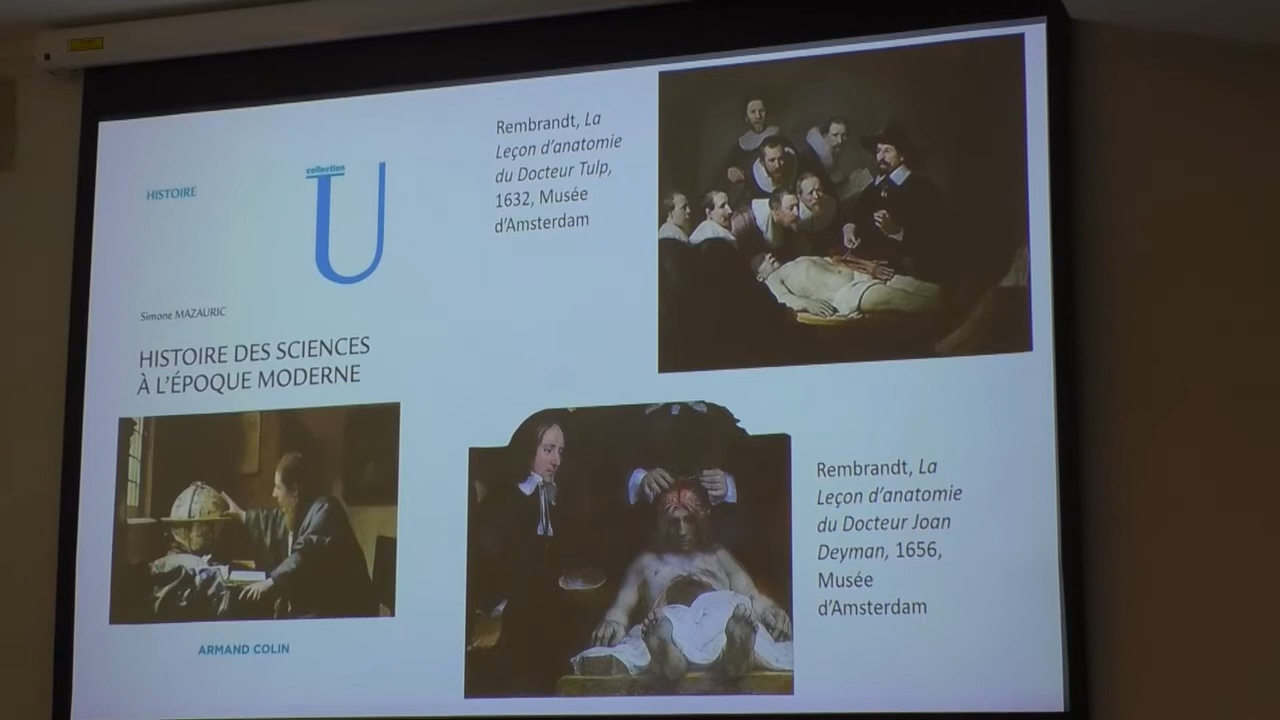 HISTOIRE
collection
U
Simone MAZAURIC
HISTOIRE DES SCIENCES
À L'ÉPOQUE MODERNE
ARMAND COLIN
Rembrandt, La
Leçon d'anatomie
du Docteur Tulp,
1632, Musée
d'Amsterdam
Rembrandt, La
Leçon d'anatomie
du Docteur Joan
Deyman, 1656,
Musée
d'Amsterdam